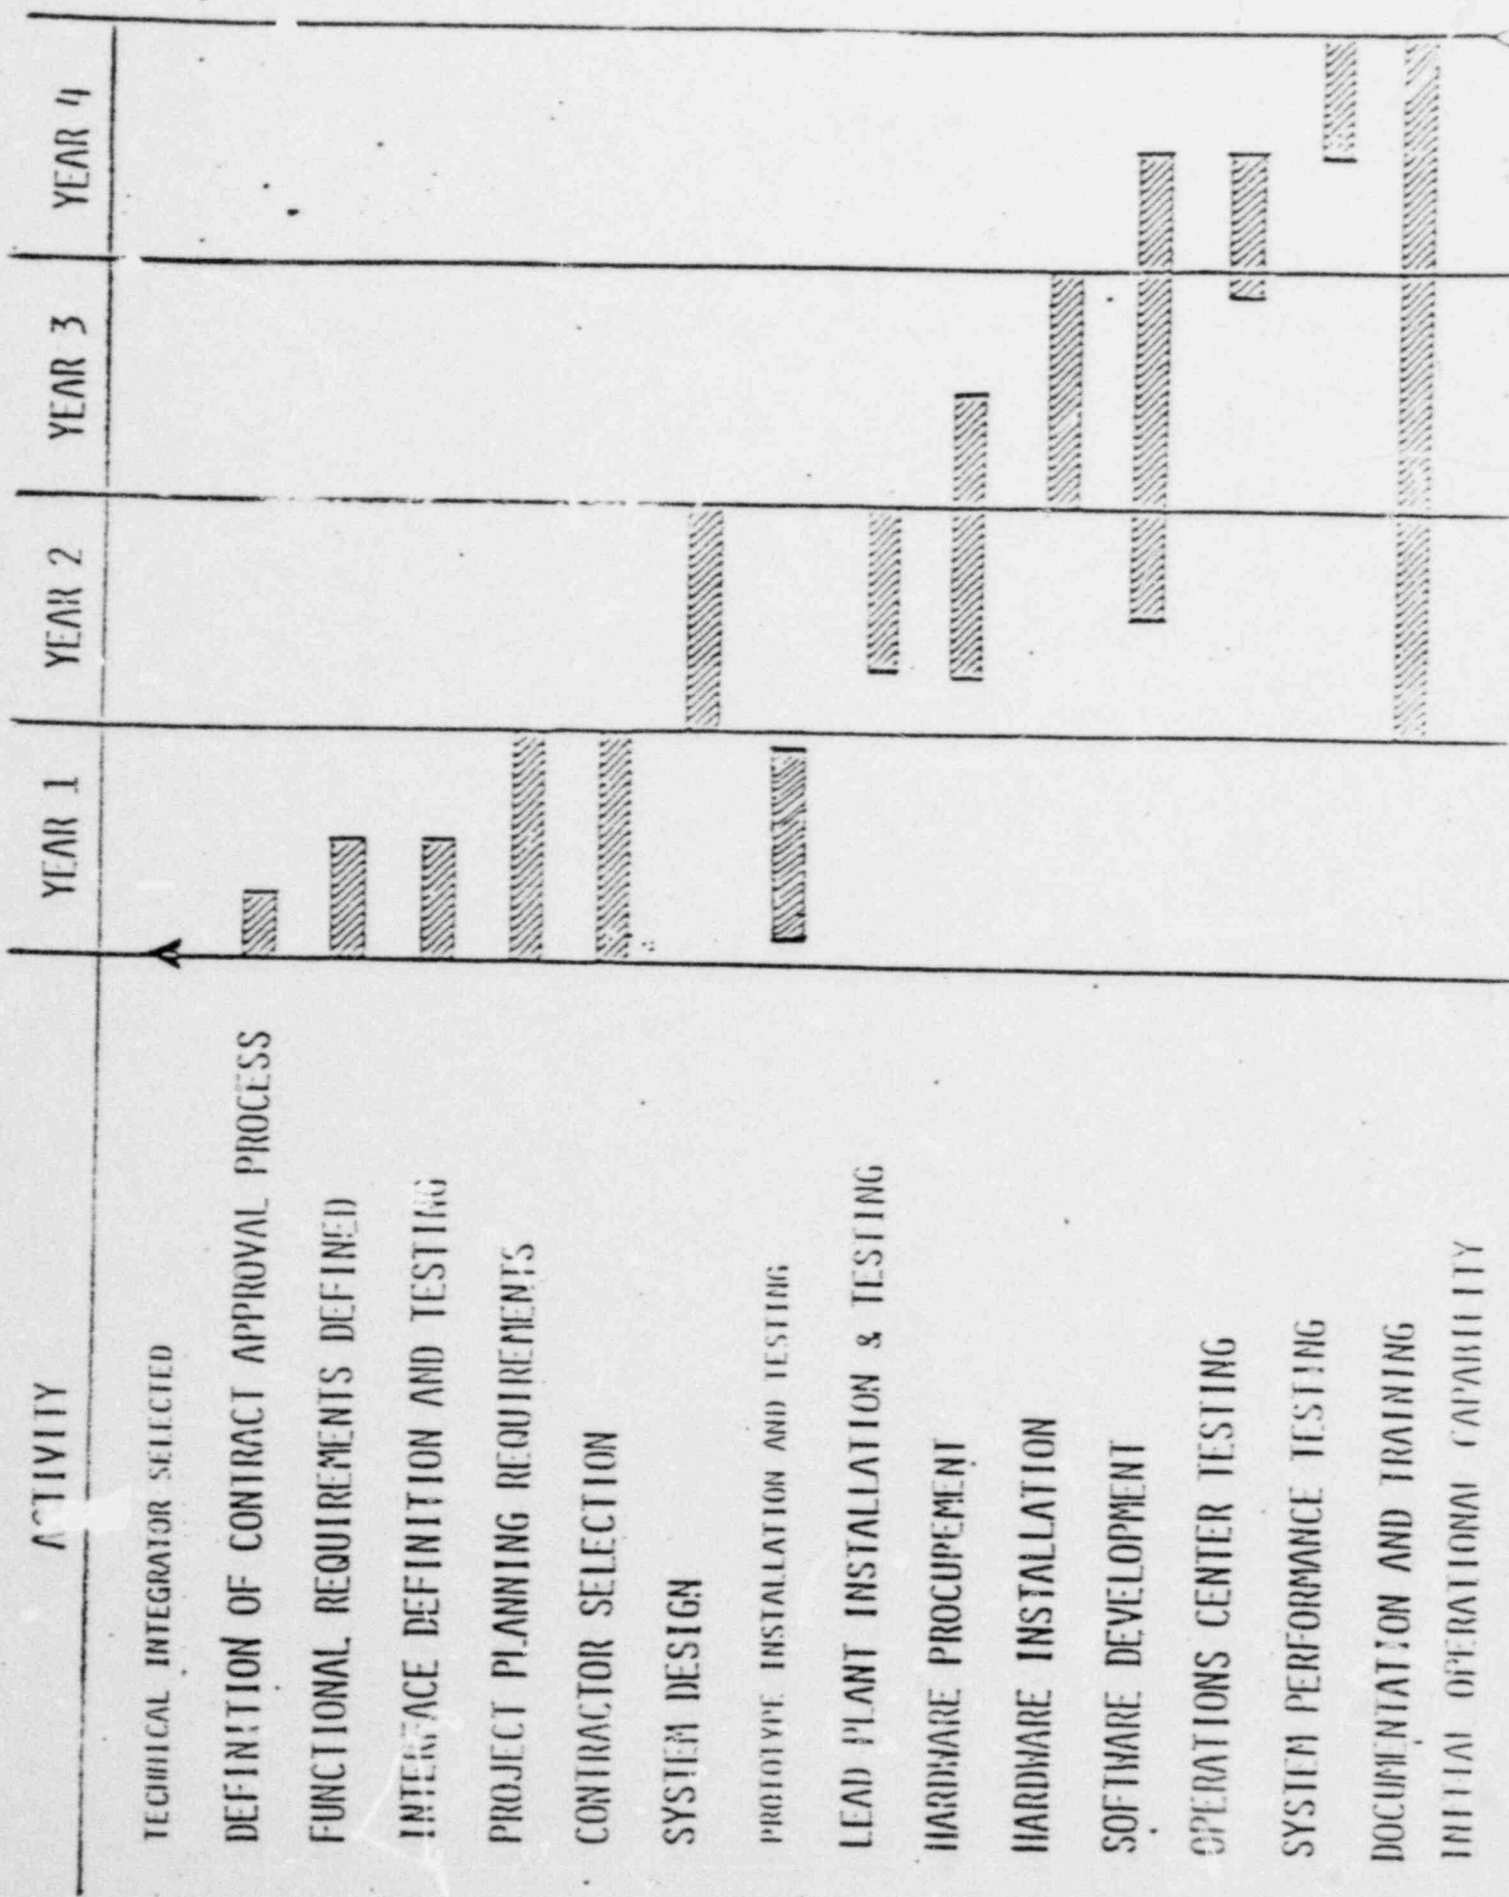 ACTIVITY YEAR 1 YEAR 2 YEAR 3 YEAR 4
TECHNICAL INTEGRATOR SELECTED
DEFINITION OF CONTRACT APPROVAL PROCESS
FUNCTIONAL REQUIREMENTS DEFINED
INTERFACE DEFINITION AND TESTING
PROJECT PLANNING REQUIREMENTS
CONTRACTOR SELECTION
SYSTEM DESIGN
PROTOTYPE INSTALLATION AND TESTING
LEAD PLANT INSTALLATION & TESTING
HARDWARE PROCUPEMENT
HARDWARE INSTALLATION
SOFTWARE DEVELOPMENT
OPERATIONS CENTER TESTING
SYSTEM PERFORMANCE TESTING
DOCUMENTATION AND TRAINING
INITIAL OPERATIONAL CAPABILITY